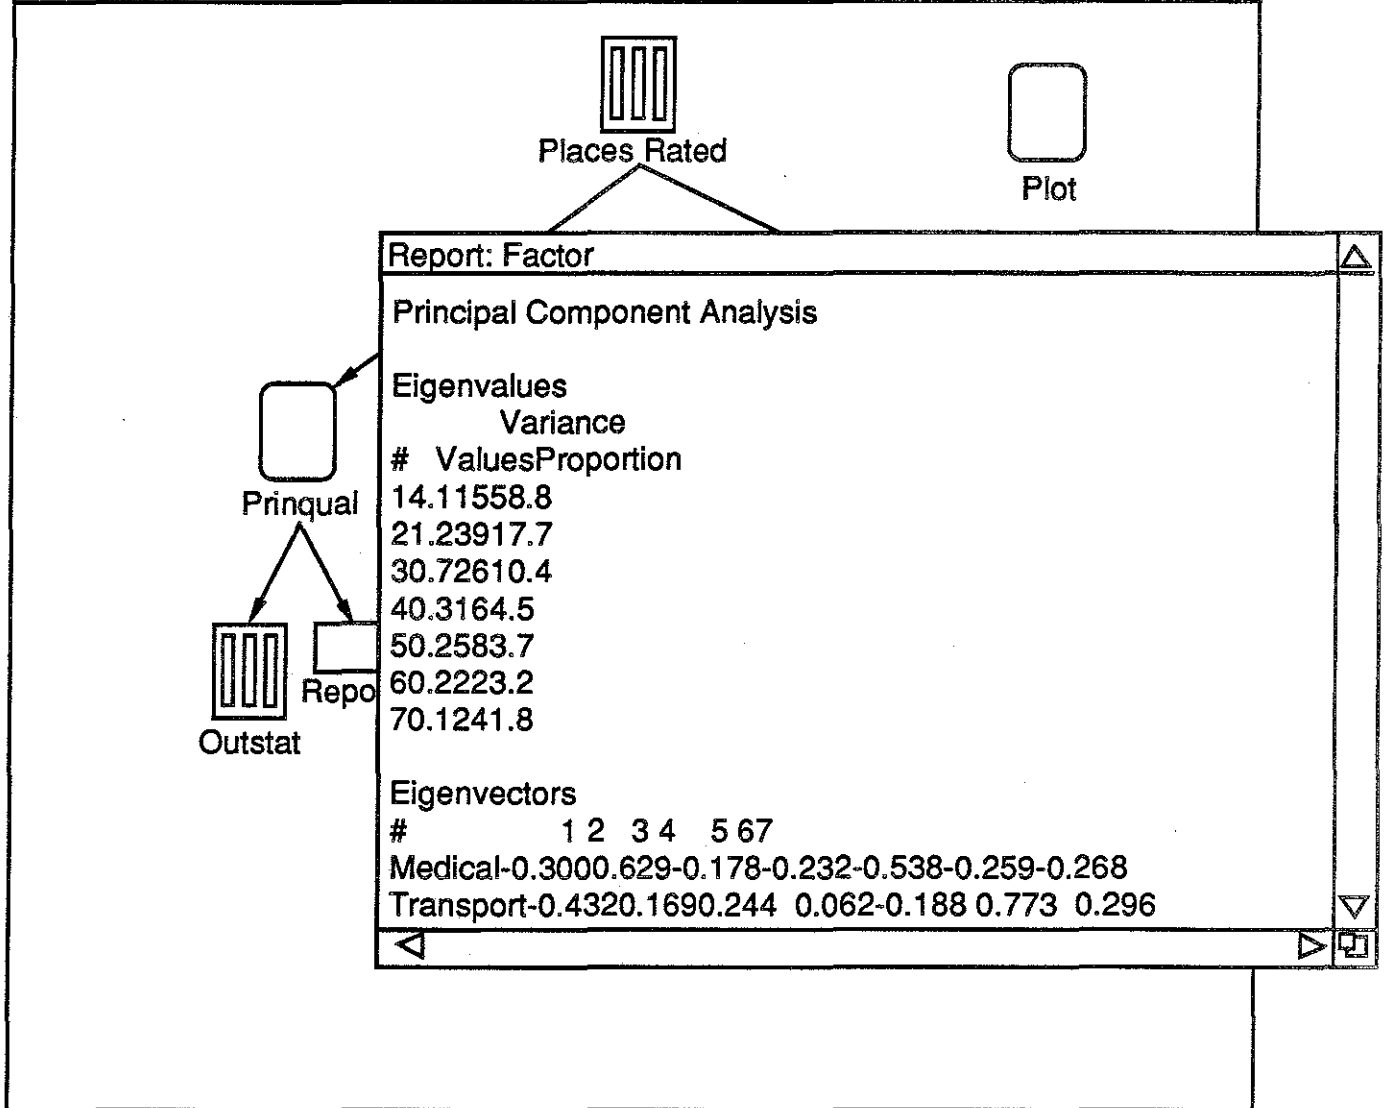 Places Rated
Plot
Report: Factor
Principal Component Analysis
Eigenvalues
Variance
# ValuesProportion
14.11558.8
21.23917.7
30.72610.4
40.3164.5
50.2583.7
60.2223.2
70.1241.8
Prinqual
Repo
Outstat
Eigenvectors
# 1 2 3 4 5 67
Medical-0.3000.629-0.178-0.232-0.538-0.259-0.268
Transport-0.4320.1690.244 0.062-0.188 0.773 0.296